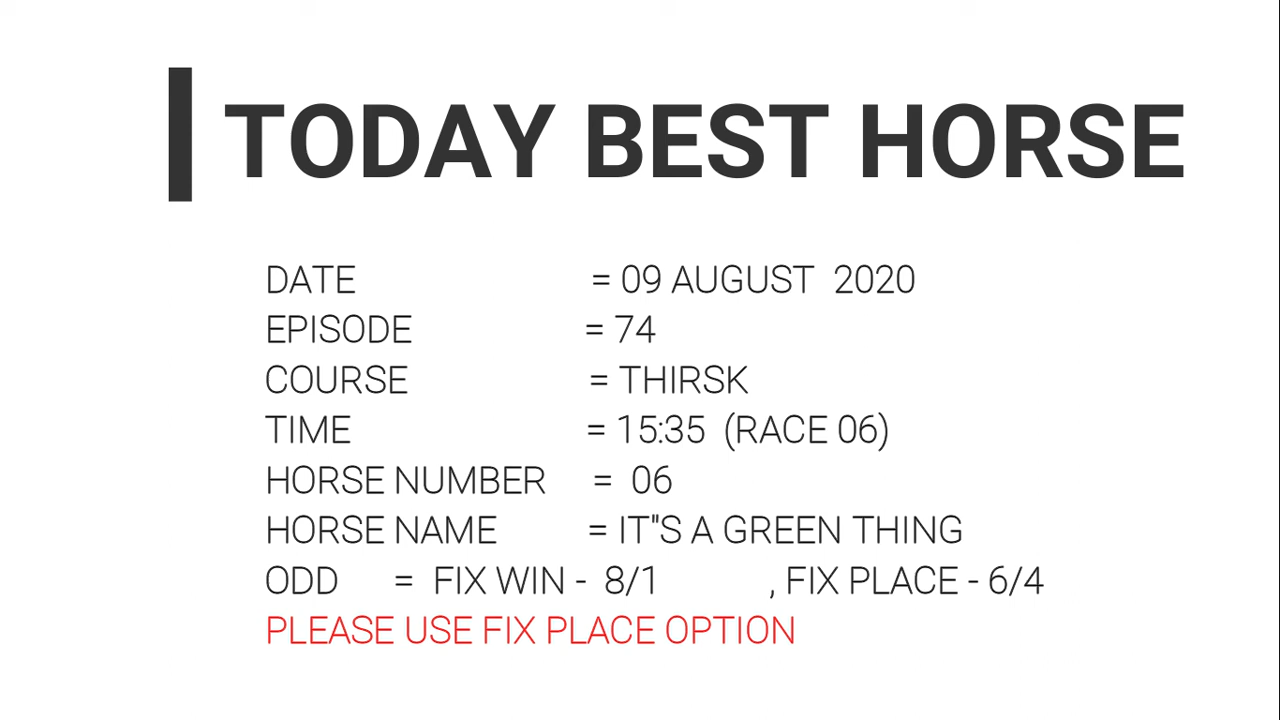 TODAY BEST HORSE
DATE = 09 AUGUST 2020
EPISODE = 74
COURSE = THIRSK
TIME = 15:35 (RACE 06)
HORSE NUMBER = 06
HORSE NAME = IT"S A GREEN THING
ODD = FIX WIN - 8/1 , FIX PLACE - 6/4
PLEASE USE FIX PLACE OPTION